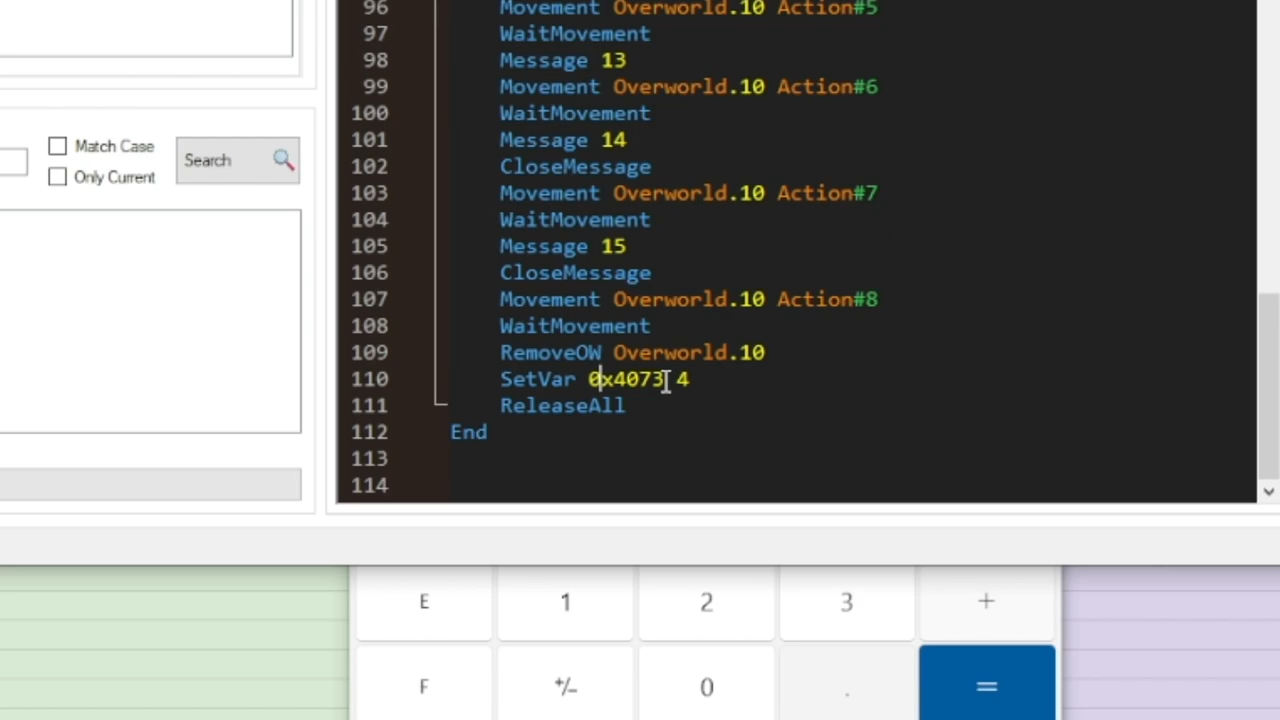 96 Movement Overworld.10 Action#5
97 WaitMovement
98 Message 13
99 Movement Overworld.10 Action#6
100 WaitMovement
101 Message 14
102 CloseMessage
103 Movement Overworld.10 Action#7
104 WaitMovement
105 Message 15
106 CloseMessage
107 Movement Overworld.10 Action#8
108 WaitMovement
109 RemoveOW Overworld.10
110 SetVar 0x4073 4
111 ReleaseAll
112 End
113
114
Match Case
Only Current
Search
E 1 2 3 +
F +/- 0 . =